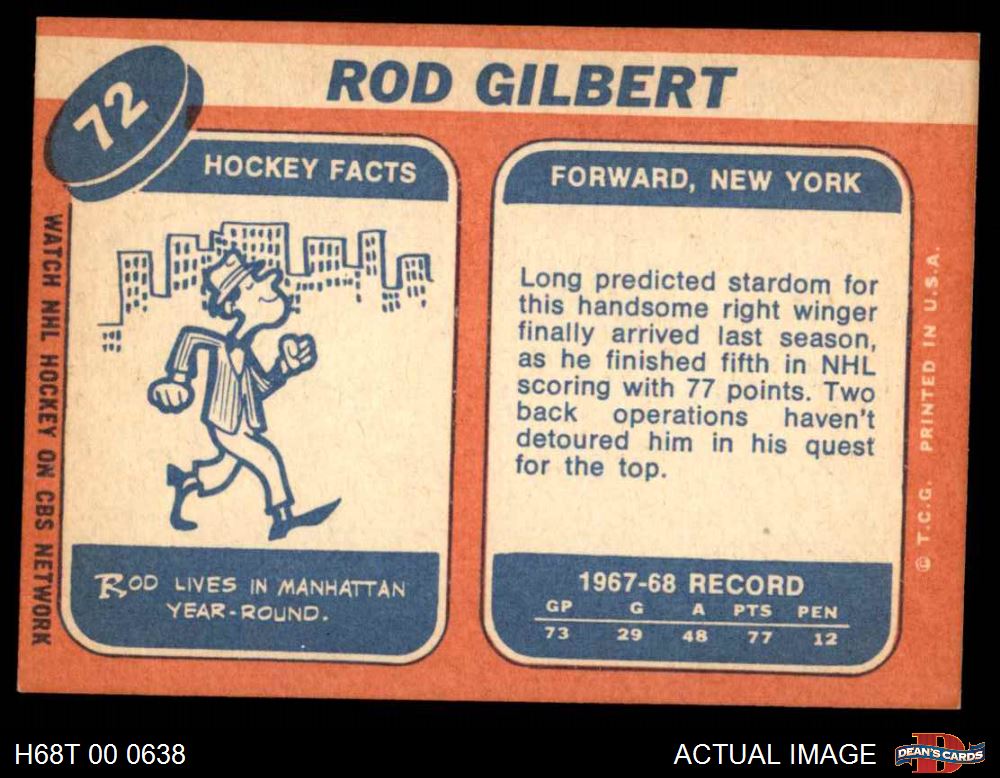 72
ROD GILBERT
HOCKEY FACTS
ROD LIVES IN MANHATTAN
YEAR-ROUND.
WATCH NHL HOCKEY ON CBS NETWORK
FORWARD, NEW YORK
Long predicted stardom for
this handsome right winger
finally arrived last season,
as he finished fifth in NHL
scoring with 77 points. Two
back operations haven't
detoured him in his quest
for the top.
1967-68 RECORD
GP G A PTS PEN
73 29 48 77 12
© T.C.G. PRINTED IN U.S.A.
H68T 00 0638
ACTUAL IMAGE
D
DEAN'S CARDS